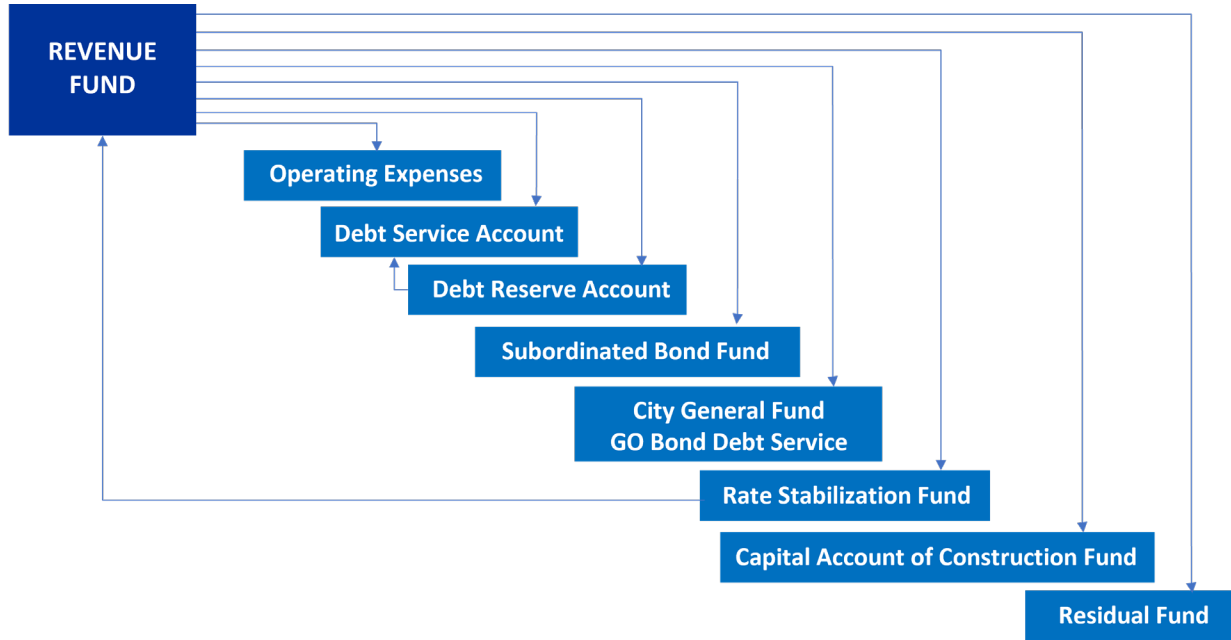 REVENUE
FUND
Operating Expenses
Debt Service Account
Debt Reserve Account
Subordinated Bond Fund
City General Fund
GO Bond Debt Service
Rate Stabilization Fund
Capital Account of Construction Fund
Residual Fund